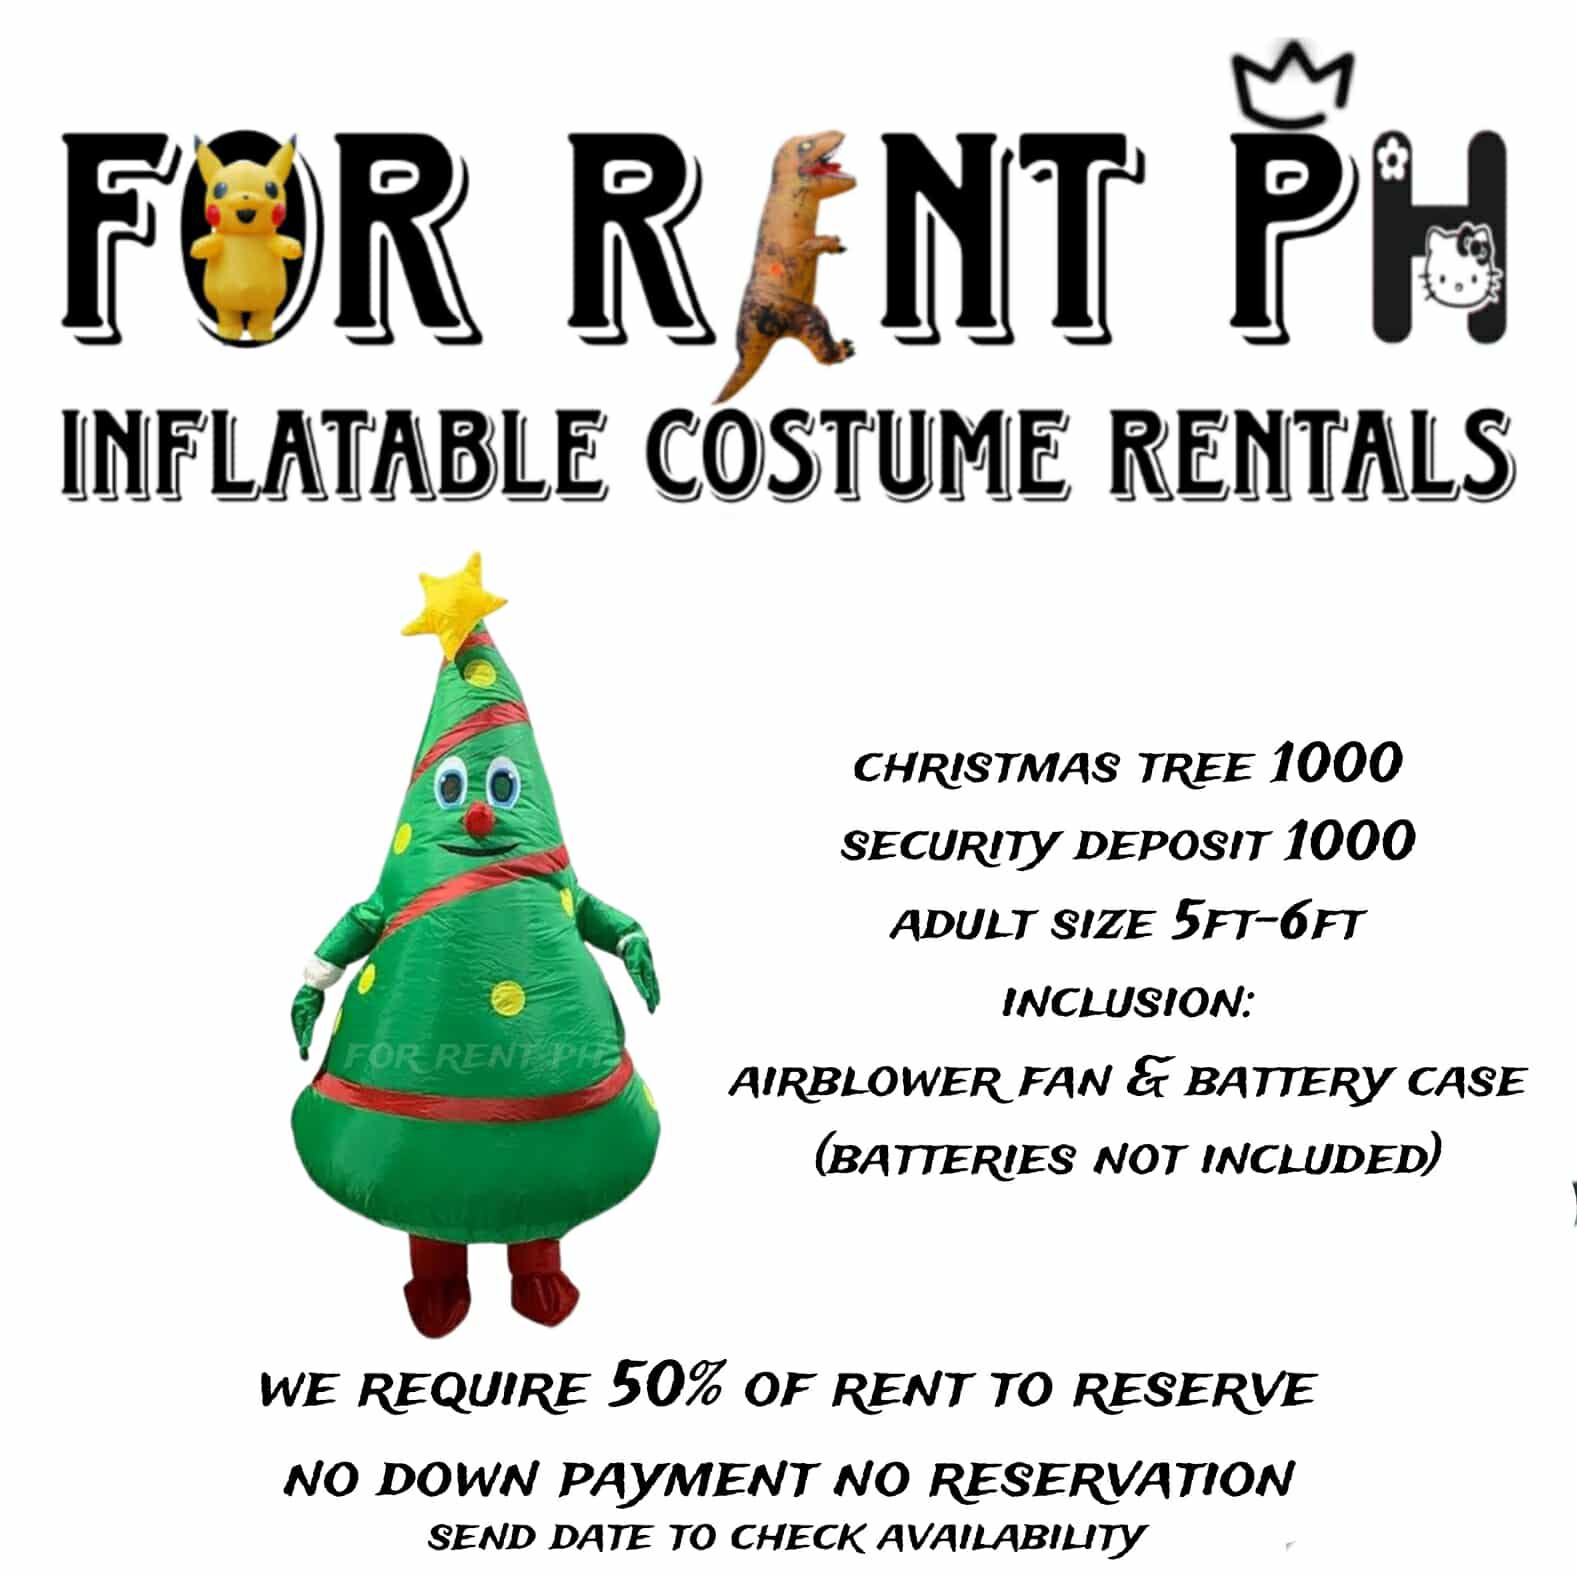 FOR RENT PH
INFLATABLE COSTUME RENTALS
CHRISTMAS TREE 1000
SECURITY DEPOSIT 1000
ADULT SIZE 5FT-6FT
INCLUSION:
AIRBLOWER FAN & BATTERY CASE
(BATTERIES NOT INCLUDED)
FOR RENT PH
WE REQUIRE 50% OF RENT TO RESERVE
NO DOWN PAYMENT NO RESERVATION
SEND DATE TO CHECK AVAILABILITY